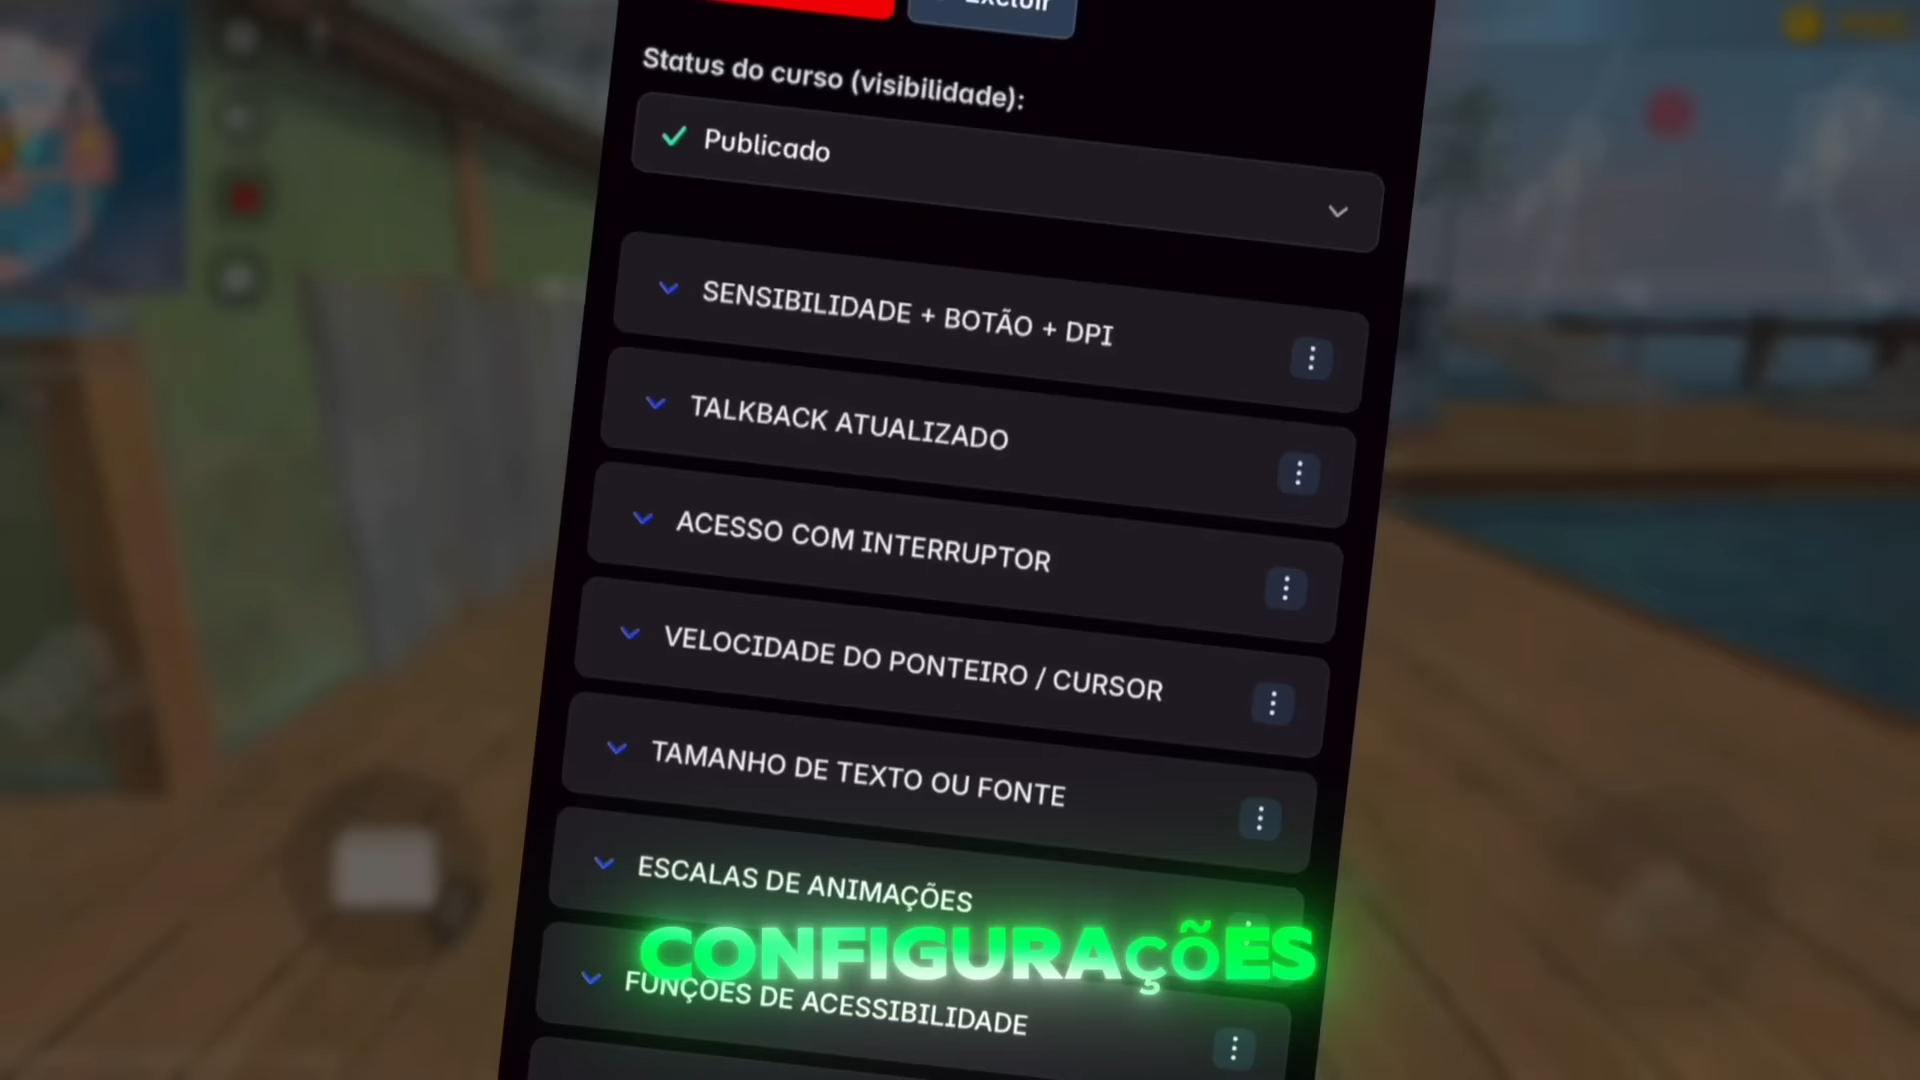 Excluir
Status do curso (visibilidade):
Publicado
SENSIBILIDADE + BOTÃO + DPI
TALKBACK ATUALIZADO
ACESSO COM INTERRUPTOR
VELOCIDADE DO PONTEIRO / CURSOR
TAMANHO DE TEXTO OU FONTE
ESCALAS DE ANIMAÇÕES
CONFIGURAÇÕES
FUNÇÕES DE ACESSIBILIDADE